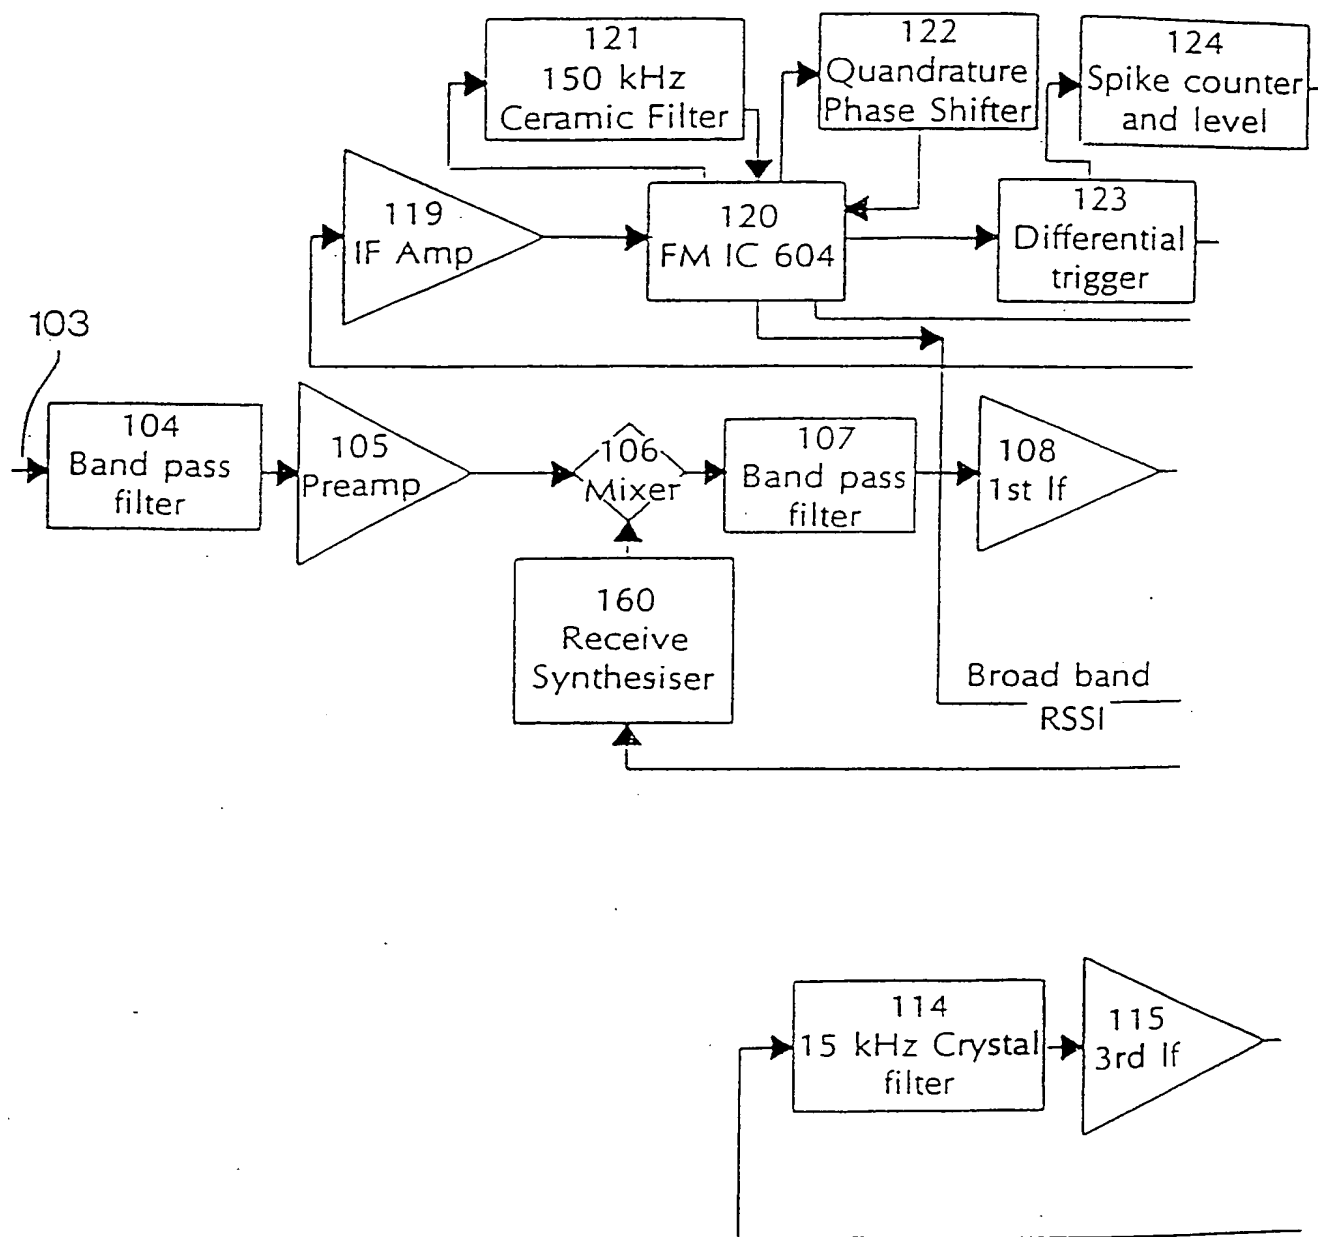 121
150 kHz
Ceramic Filter
122
Quandrature
Phase Shifter
124
Spike counter
and level
119
IF Amp
120
FM IC 604
123
Differential
trigger
103
104
Band pass
filter
105
Preamp
106
Mixer
107
Band pass
filter
108
1st If
160
Receive
Synthesiser
Broad band
RSSI
114
15 kHz Crystal
filter
115
3rd If